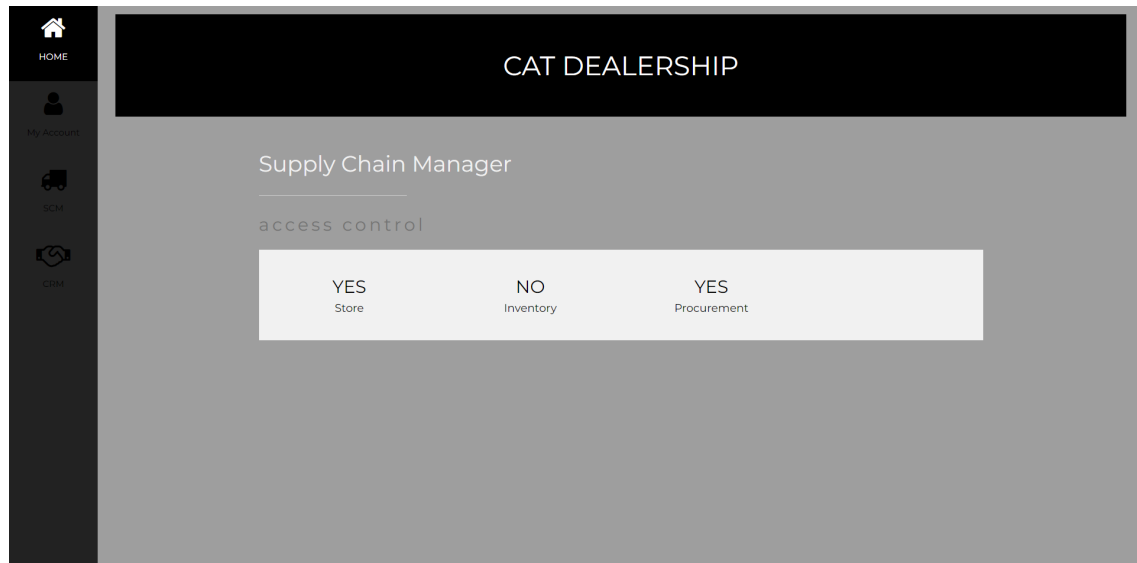 HOME
My Account
SCM
CRM
CAT DEALERSHIP
Supply Chain Manager
access control
YES NO YES
Store Inventory Procurement